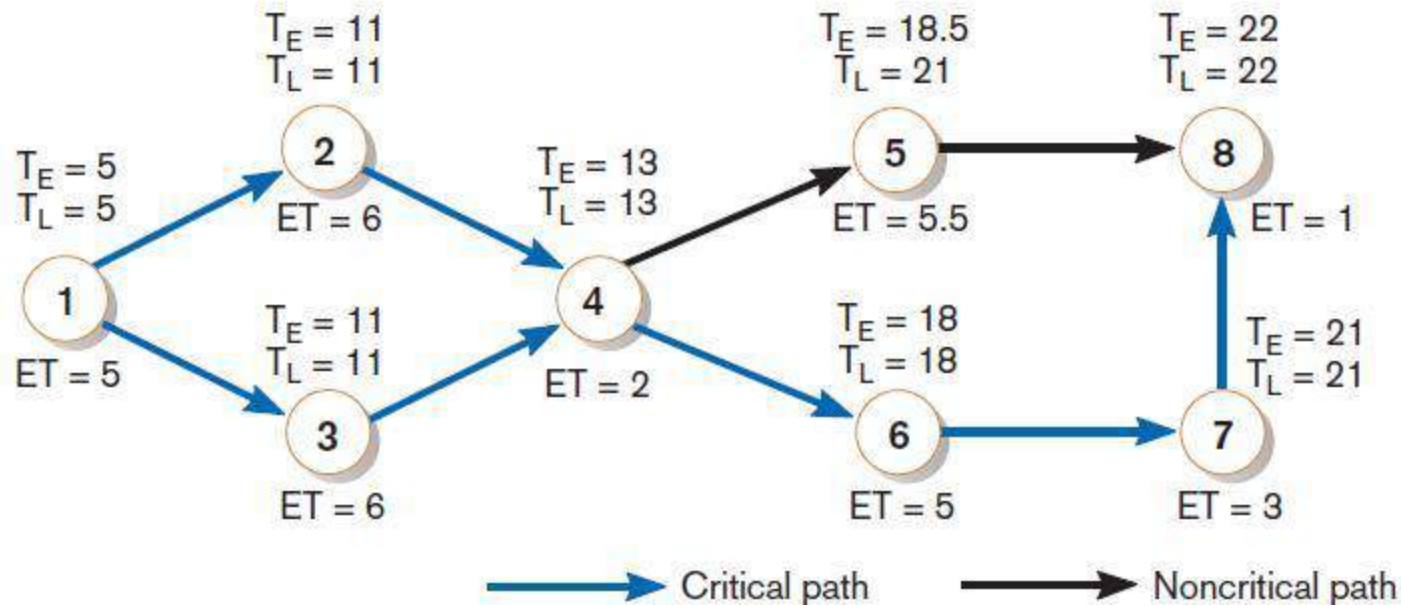 T_E = 11
T_L = 11
2
ET = 6
T_E = 18.5
T_L = 21
5
ET = 5.5
T_E = 22
T_L = 22
8
ET = 1
T_E = 5
T_L = 5
1
ET = 5
T_E = 13
T_L = 13
4
ET = 2
T_E = 11
T_L = 11
3
ET = 6
T_E = 18
T_L = 18
6
ET = 5
T_E = 21
T_L = 21
7
ET = 3
Critical path
Noncritical path